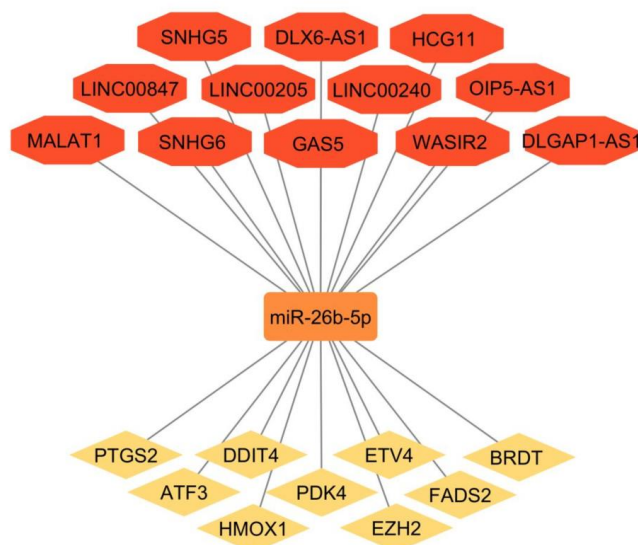 SNHG5
DLX6-AS1
HCG11
LINC00847
LINC00205
LINC00240
OIP5-AS1
MALAT1
SNHG6
GAS5
WASIR2
DLGAP1-AS1
miR-26b-5p
PTGS2
DDIT4
ETV4
BRDT
ATF3
PDK4
FADS2
HMOX1
EZH2